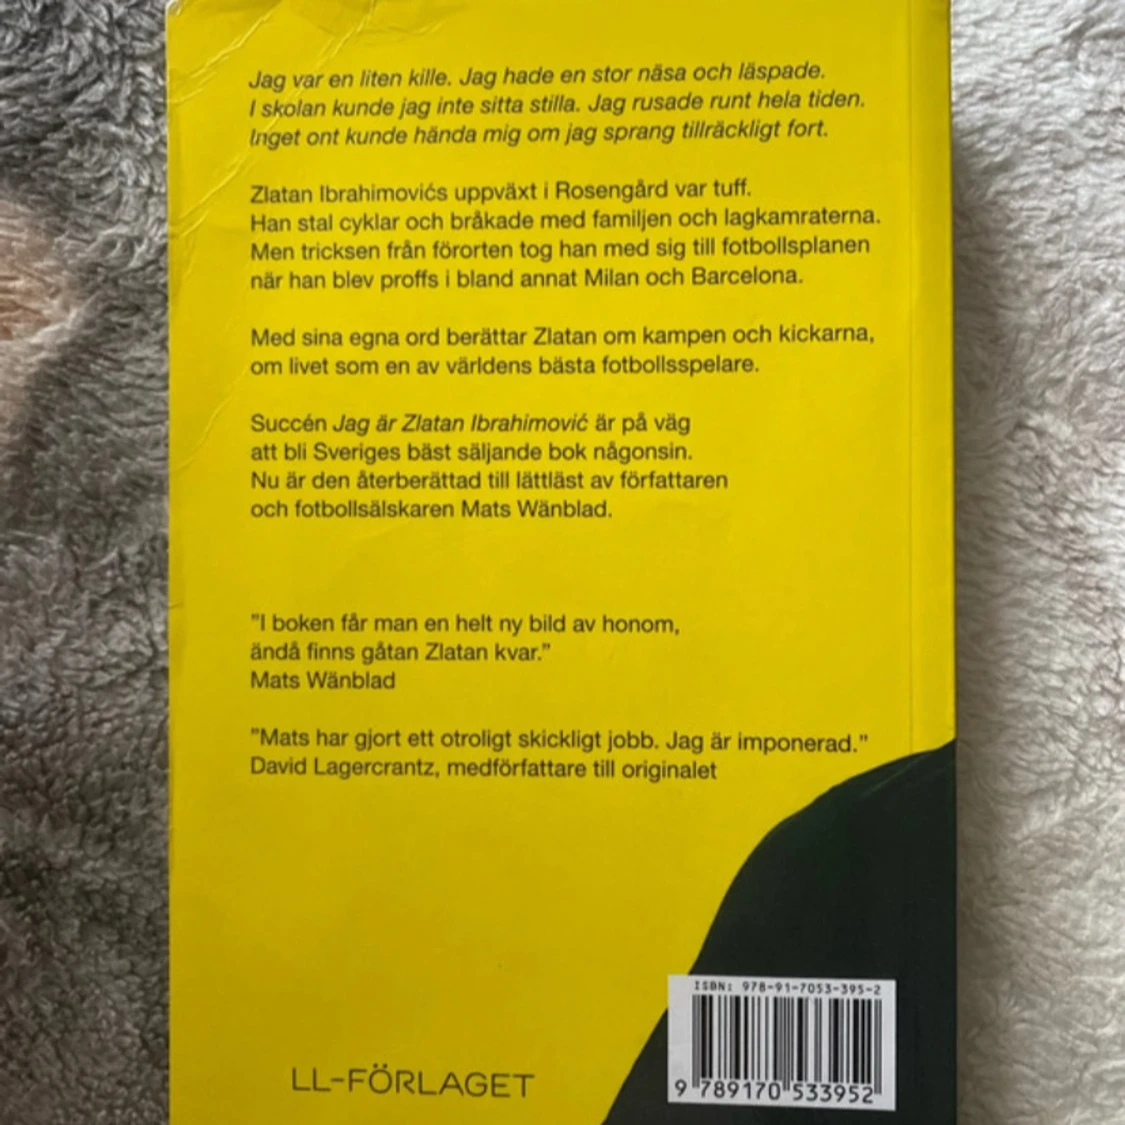 Jag var en liten kille. Jag hade en stor näsa och läspade.
I skolan kunde jag inte sitta stilla. Jag rusade runt hela tiden.
Inget ont kunde hända mig om jag sprang tillräckligt fort.
Zlatan Ibrahimovićs uppväxt i Rosengård var tuff.
Han stal cyklar och bråkade med familjen och lagkamraterna.
Men tricksen från förorten tog han med sig till fotbollsplanen
när han blev proffs i bland annat Milan och Barcelona.
Med sina egna ord berättar Zlatan om kampen och kickarna,
om livet som en av världens bästa fotbollsspelare.
Succén Jag är Zlatan Ibrahimović är på väg
att bli Sveriges bäst säljande bok någonsin.
Nu är den återberättad till lättläst av författaren
och fotbollsälskaren Mats Wänblad.
"I boken får man en helt ny bild av honom,
ändå finns gåtan Zlatan kvar."
Mats Wänblad
"Mats har gjort ett otroligt skickligt jobb. Jag är imponerad."
David Lagercrantz, medförfattare till originalet
ISBN: 978-91-7053-395-2
9 789170 533952
LL-FÖRLAGET